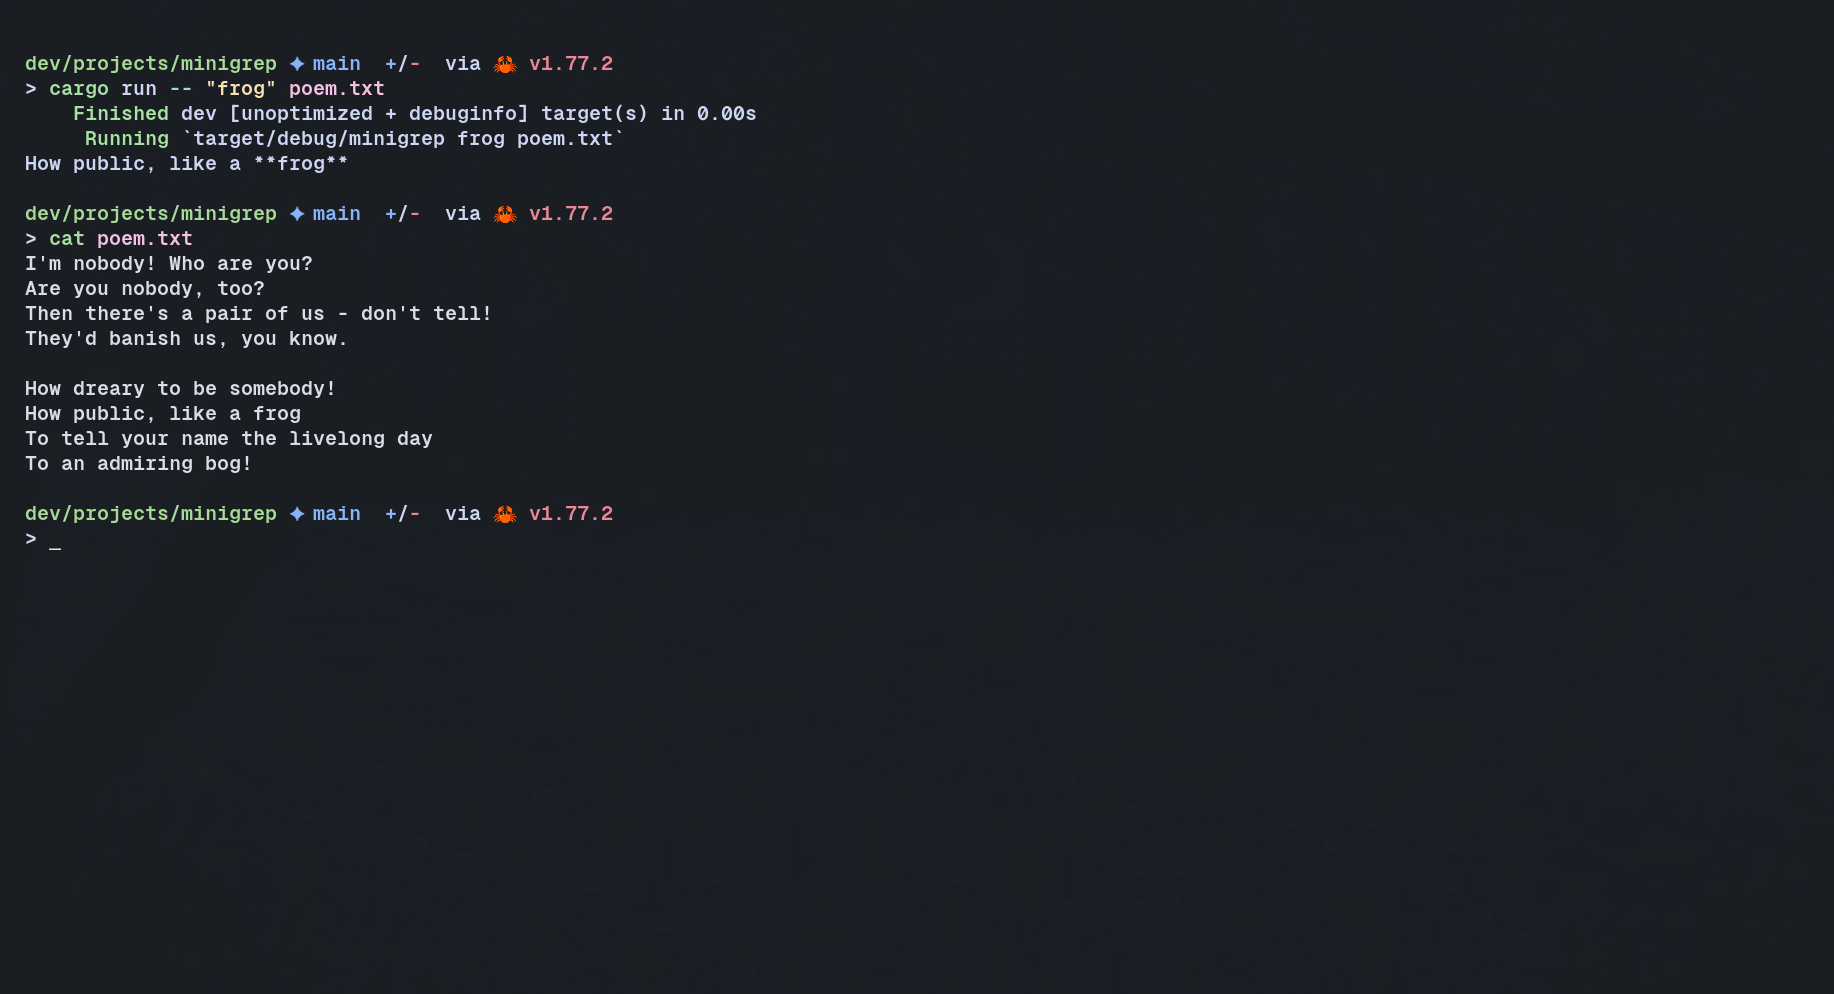 dev/projects/minigrep ✦ main  +/-  via 🦀 v1.77.2
> cargo run -- "frog" poem.txt
    Finished dev [unoptimized + debuginfo] target(s) in 0.00s
     Running `target/debug/minigrep frog poem.txt`
How public, like a **frog**

dev/projects/minigrep ✦ main  +/-  via 🦀 v1.77.2
> cat poem.txt
I'm nobody! Who are you?
Are you nobody, too?
Then there's a pair of us - don't tell!
They'd banish us, you know.

How dreary to be somebody!
How public, like a frog
To tell your name the livelong day
To an admiring bog!

dev/projects/minigrep ✦ main  +/-  via 🦀 v1.77.2
> _